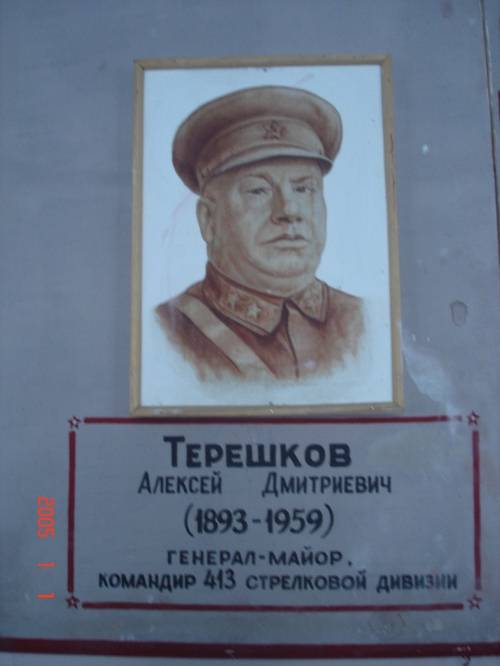 ТЕРЕШКОВ
АЛЕКСЕЙ ДМИТРИЕВИЧ
(1893-1959)
ГЕНЕРАЛ-МАЙОР,
КОМАНДИР 413 СТРЕЛКОВОЙ ДИВИЗИИ
2005 1 1